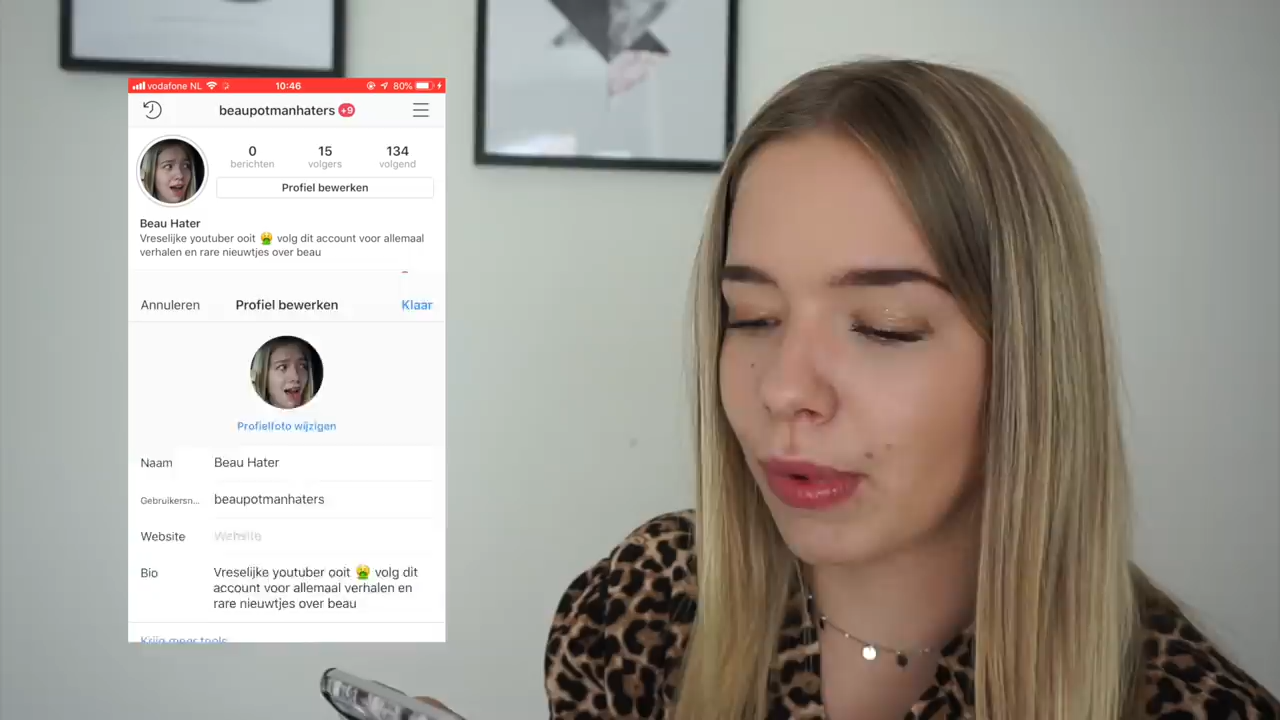 vodafone NL 10:46 80%
beaupotmanhaters +9
0 15 134
berichten volgers volgend
Profiel bewerken
Beau Hater
Vreselijke youtuber ooit 🤮 volg dit account voor allemaal
verhalen en rare nieuwtjes over beau
Annuleren Profiel bewerken Klaar
Profielfoto wijzigen
Naam Beau Hater
Gebruikersn... beaupotmanhaters
Website Website
Bio Vreselijke youtuber ooit 🤮 volg dit
account voor allemaal verhalen en
rare nieuwtjes over beau
Krijg meer tools